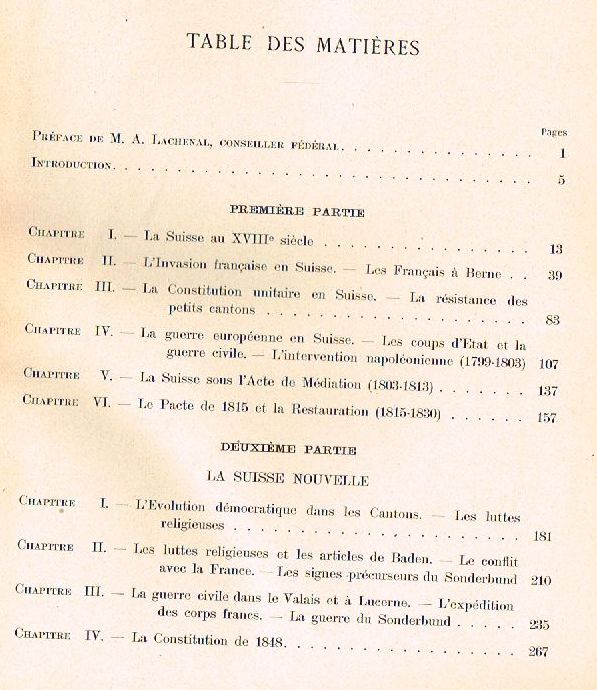 TABLE DES MATIÈRES
Pages
PRÉFACE DE M. A. LACHENAL, CONSEILLER FÉDÉRAL. . . . . . . . . . . . . . . 1
INTRODUCTION. . . . . . . . . . . . . . . . . . . . . . . . . . 5
PREMIÈRE PARTIE
CHAPITRE I. — La Suisse au XVIIIe siècle . . . . . . . . . . . . . . . 13
CHAPITRE II. — L'Invasion française en Suisse. — Les Français à Berne . . 39
CHAPITRE III. — La Constitution unitaire en Suisse. — La résistance des
petits cantons . . . . . . . . . . . . . . . . . . . 83
CHAPITRE IV. — La guerre européenne en Suisse. — Les coups d'Etat et la
guerre civile. — L'intervention napoléonienne (1799-1803) 107
CHAPITRE V. — La Suisse sous l'Acte de Médiation (1803-1813) . . . . . . . 137
CHAPITRE VI. — Le Pacte de 1815 et la Restauration (1815-1830) . . . . . . 157
DEUXIÈME PARTIE
LA SUISSE NOUVELLE
CHAPITRE I. — L'Evolution démocratique dans les Cantons. — Les luttes
religieuses . . . . . . . . . . . . . . . . . . . . . 181
CHAPITRE II. — Les luttes religieuses et les articles de Baden. — Le conflit
avec la France. — Les signes précurseurs du Sonderbund 210
CHAPITRE III. — La guerre civile dans le Valais et à Lucerne. — L'expédition
des corps francs. — La guerre du Sonderbund . . . . . 235
CHAPITRE IV. — La Constitution de 1848. . . . . . . . . . . . . . . . . . 267